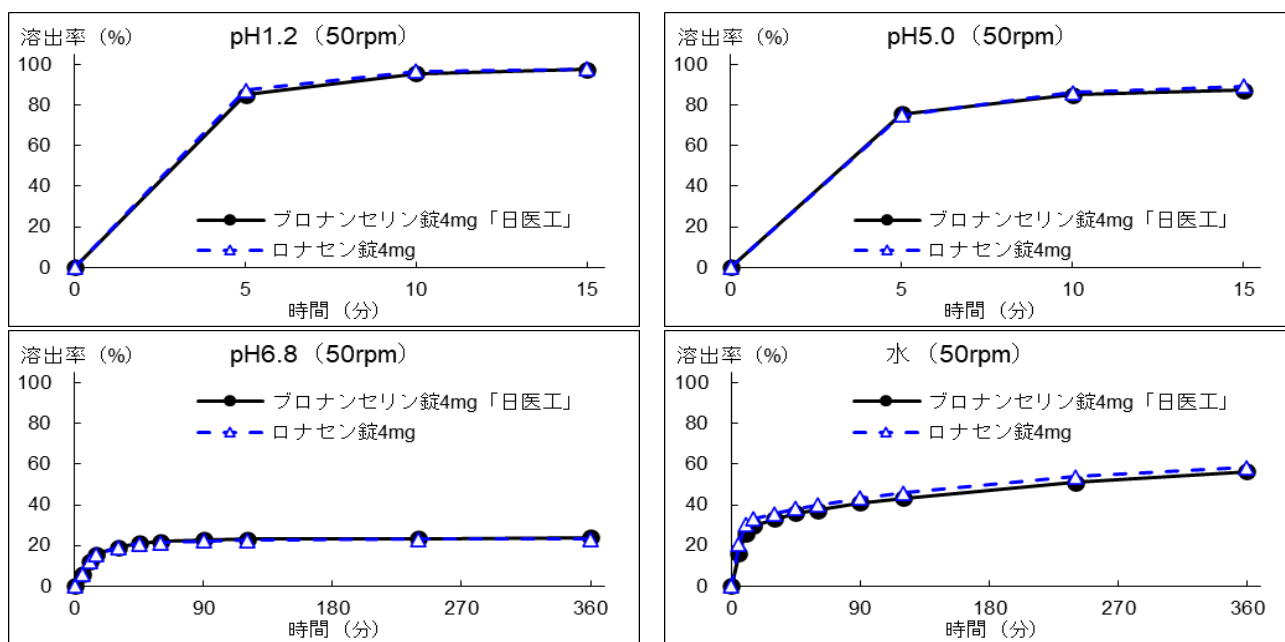 溶出率（%） pH1.2（50rpm）
100
80
60
40
20
0
ブロナンセリン錠4mg「日医工」
ロナセン錠4mg
0 5 10 15
時間（分）
溶出率（%） pH5.0（50rpm）
100
80
60
40
20
0
ブロナンセリン錠4mg「日医工」
ロナセン錠4mg
0 5 10 15
時間（分）
溶出率（%） pH6.8（50rpm）
100
80
60
40
20
0
ブロナンセリン錠4mg「日医工」
ロナセン錠4mg
0 90 180 270 360
時間（分）
溶出率（%） 水（50rpm）
100
80
60
40
20
0
ブロナンセリン錠4mg「日医工」
ロナセン錠4mg
0 90 180 270 360
時間（分）